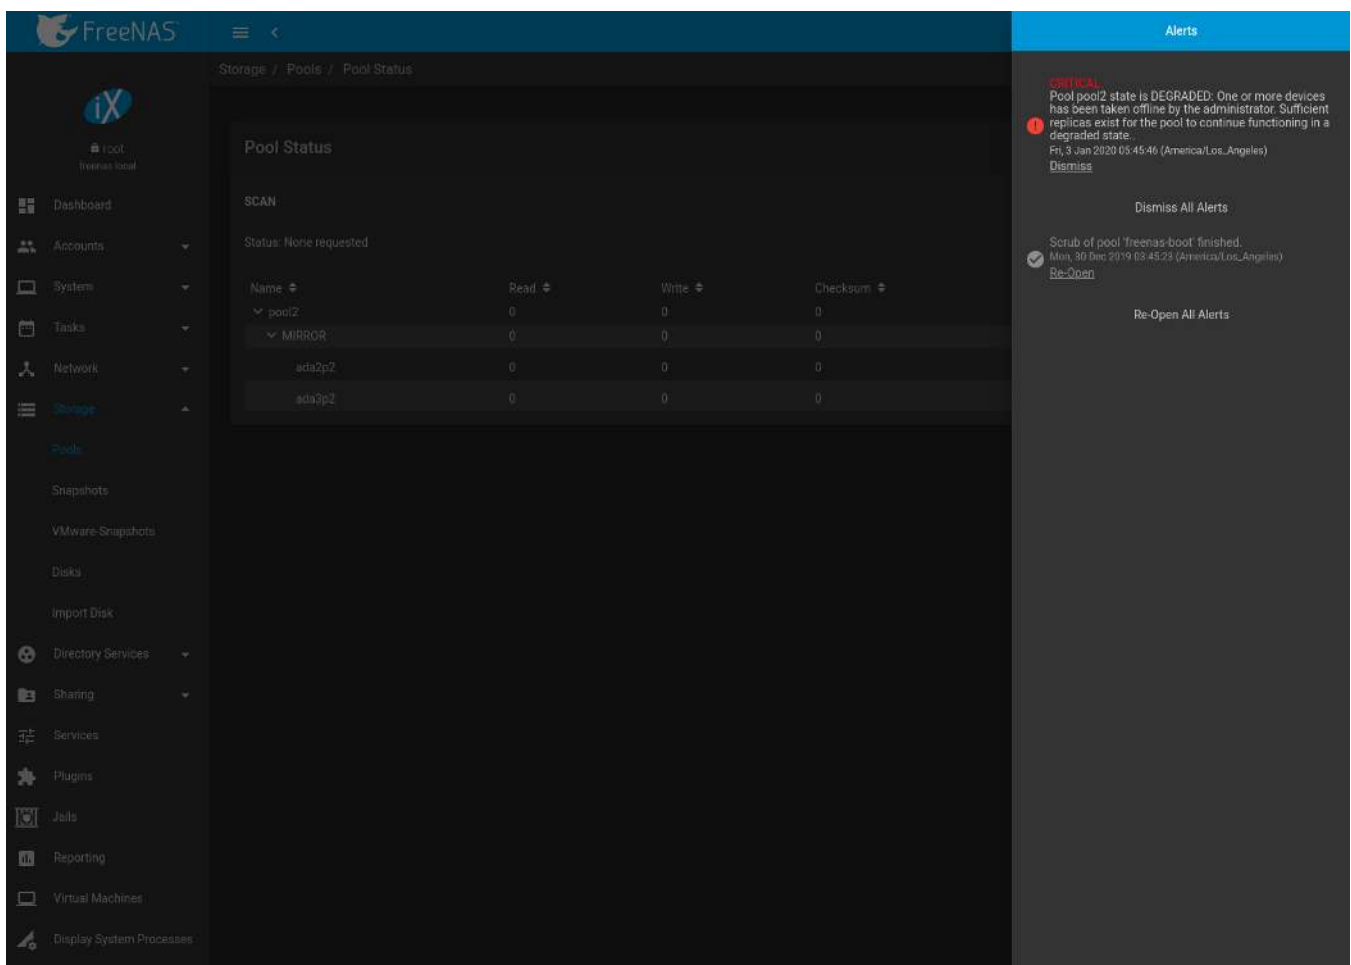 FreeNAS
Alerts
Storage / Pools / Pool Status
root
freenas.local
Dashboard
Accounts
System
Tasks
Network
Storage
Pools
Snapshots
VMware-Snapshots
Disks
Import Disk
Directory Services
Sharing
Services
Plugins
Jails
Reporting
Virtual Machines
Display System Processes
Pool Status
SCAN
Status: None requested
Name Read Write Checksum
pool2 0 0 0
MIRROR 0 0 0
ada2p2 0 0 0
ada3p2 0 0 0
CRITICAL
Pool pool2 state is DEGRADED: One or more devices
has been taken offline by the administrator. Sufficient
replicas exist for the pool to continue functioning in a
degraded state..
Fri, 3 Jan 2020 05:45:46 (America/Los_Angeles)
Dismiss
Dismiss All Alerts
Scrub of pool 'freenas-boot' finished.
Mon, 30 Dec 2019 03:45:23 (America/Los_Angeles)
Re-Open
Re-Open All Alerts